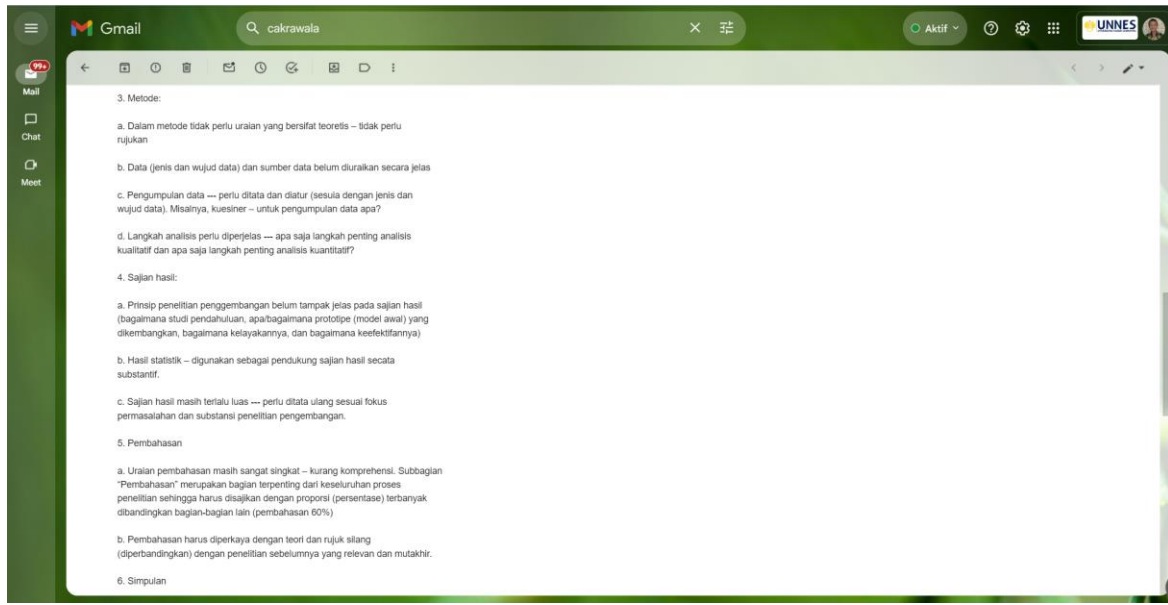 Gmail
cakrawala
Aktif
UNNES
99+
Mail
Chat
Meet
3. Metode:
a. Dalam metode tidak perlu uraian yang bersifat teoretis – tidak perlu
rujukan
b. Data (jenis dan wujud data) dan sumber data belum diuraikan secara jelas
c. Pengumpulan data --- perlu ditata dan diatur (sesuia dengan jenis dan
wujud data). Misalnya, kuesiner – untuk pengumpulan data apa?
d. Langkah analisis perlu diperjelas --- apa saja langkah penting analisis
kualitatif dan apa saja langkah penting analisis kuantitatif?
4. Sajian hasil:
a. Prinsip penelitian penggembangan belum tampak jelas pada sajian hasil
(bagaimana studi pendahuluan, apa/bagaimana prototipe (model awal) yang
dikembangkan, bagaimana kelayakannya, dan bagaimana keefektifannya)
b. Hasil statistik – digunakan sebagai pendukung sajian hasil secata
substantif.
c. Sajian hasil masih terlalu luas --- perlu ditata ulang sesuai fokus
permasalahan dan substansi penelitian pengembangan.
5. Pembahasan
a. Uraian pembahasan masih sangat singkat – kurang komprehensi. Subbagian
“Pembahasan” merupakan bagian terpenting dari keseluruhan proses
penelitian sehingga harus disajikan dengan proporsi (persentase) terbanyak
dibandingkan bagian-bagian lain (pembahasan 60%)
b. Pembahasan harus diperkaya dengan teori dan rujuk silang
(diperbandingkan) dengan penelitian sebelumnya yang relevan dan mutakhir.
6. Simpulan